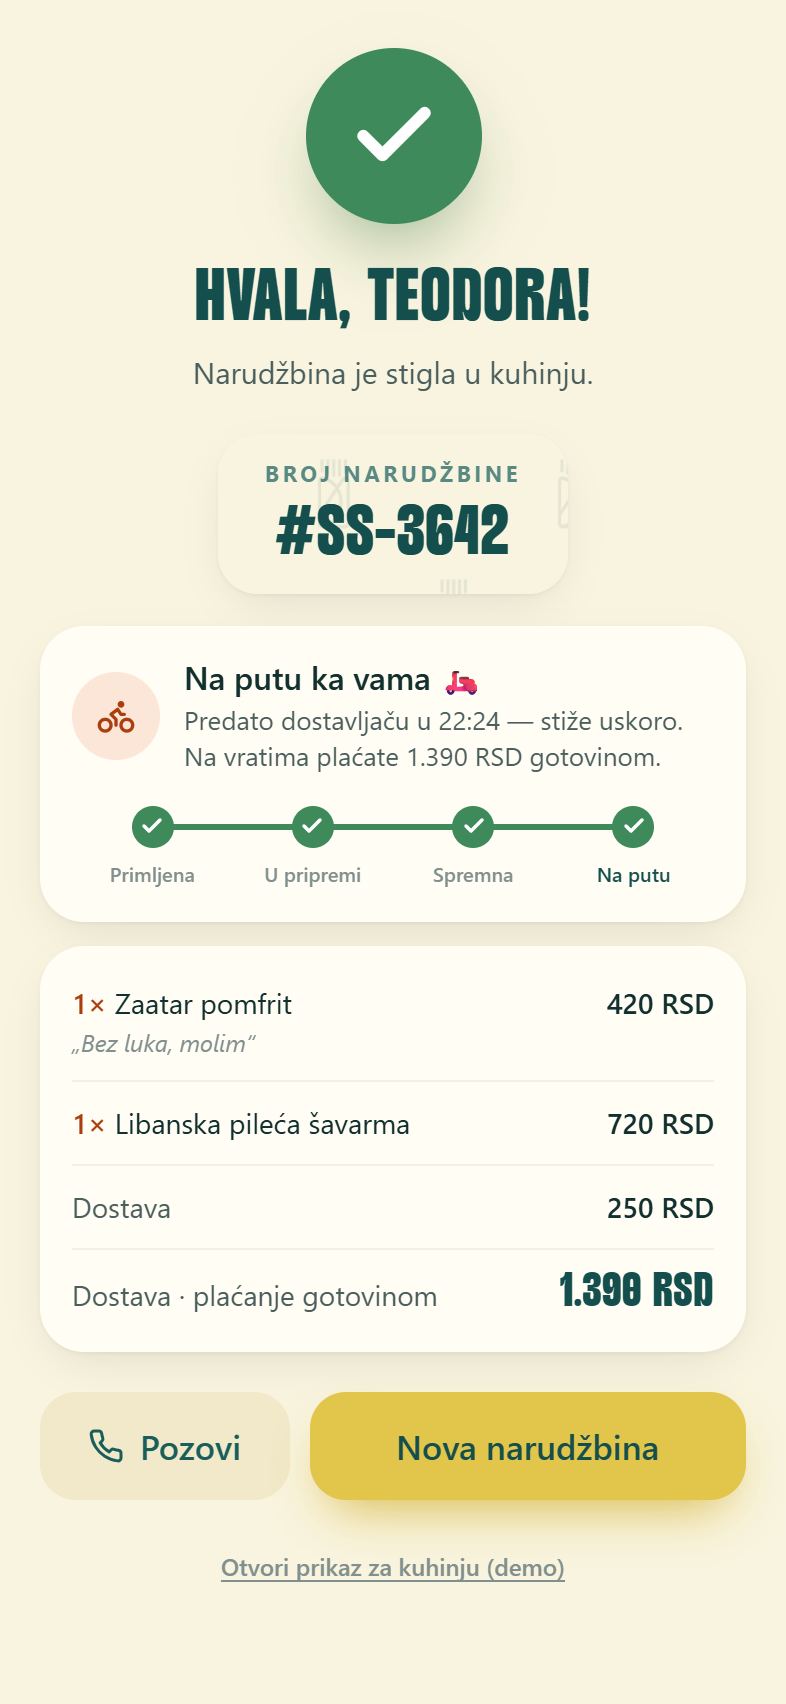 HVALA, TEODORA!
Narudžbina je stigla u kuhinju.
BROJ NARUDŽBINE
#SS-3642
Na putu ka vama 🛵
Predato dostavljaču u 22:24 — stiže uskoro.
Na vratima plaćate 1.390 RSD gotovinom.
Primljena U pripremi Spremna Na putu
1× Zaatar pomfrit 420 RSD
„Bez luka, molim“
1× Libanska pileća šavarma 720 RSD
Dostava 250 RSD
Dostava · plaćanje gotovinom 1.390 RSD
Pozovi Nova narudžbina
Otvori prikaz za kuhinju (demo)